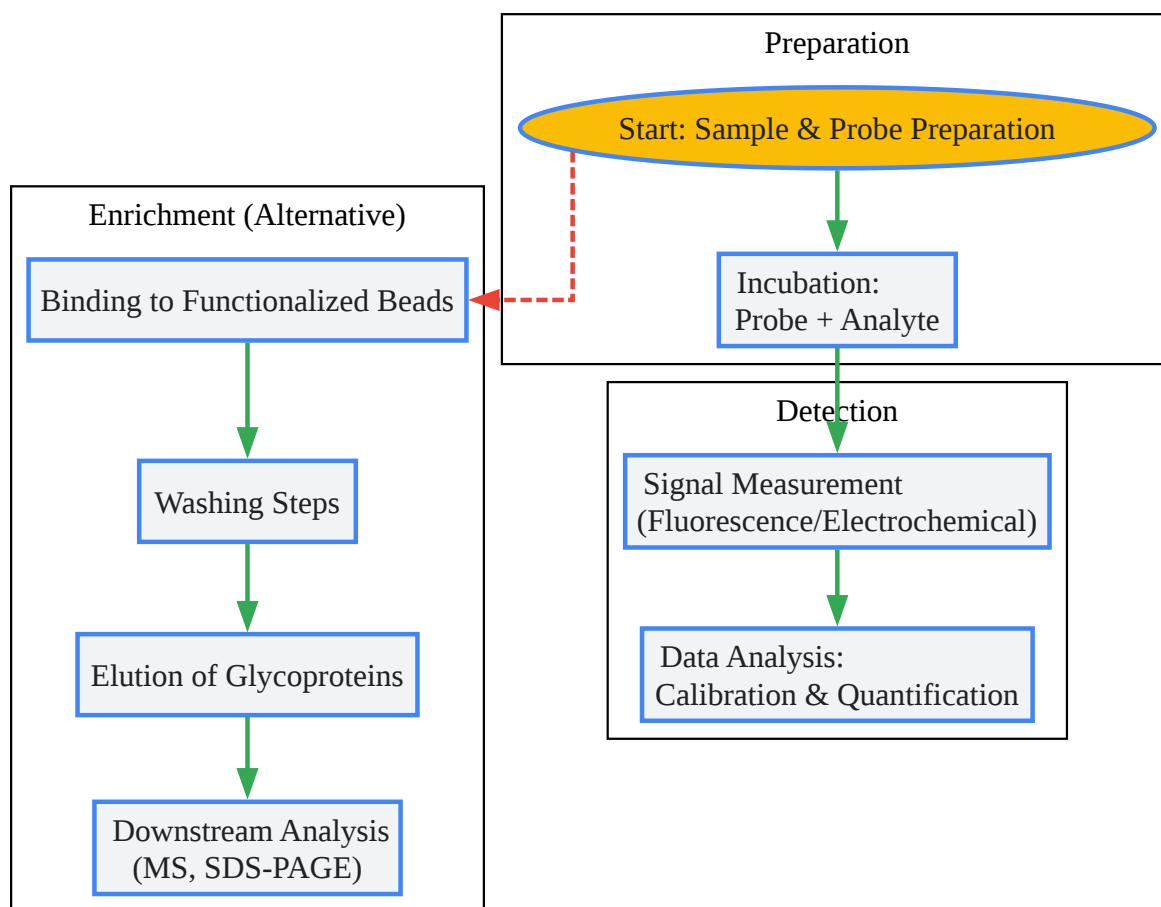 Preparation
Start: Sample & Probe Preparation
Incubation:
Probe + Analyte
Detection
Signal Measurement
(Fluorescence/Electrochemical)
Data Analysis:
Calibration & Quantification
Enrichment (Alternative)
Binding to Functionalized Beads
Washing Steps
Elution of Glycoproteins
Downstream Analysis
(MS, SDS-PAGE)